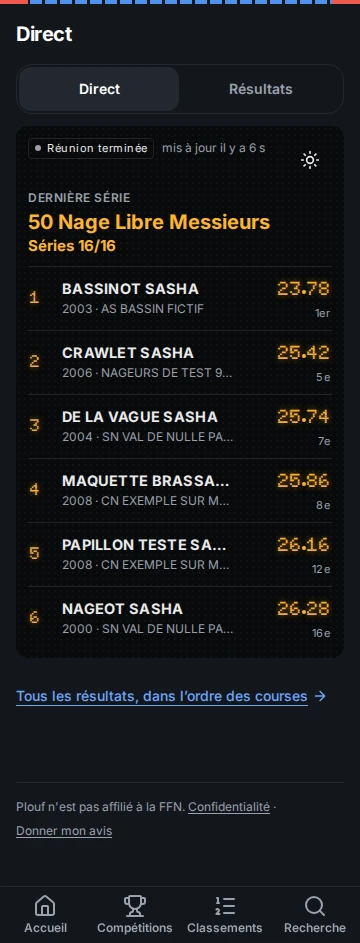 Direct
Direct
Résultats
Réunion terminée mis à jour il y a 6 s
DERNIÈRE SÉRIE
50 Nage Libre Messieurs
Séries 16/16
1 BASSINOT SASHA 23.78
2003 · AS BASSIN FICTIF 1er
2 CRAWLET SASHA 25.42
2006 · NAGEURS DE TEST 9... 5e
3 DE LA VAGUE SASHA 25.74
2004 · SN VAL DE NULLE PA... 7e
4 MAQUETTE BRASSA... 25.86
2008 · CN EXEMPLE SUR M... 8e
5 PAPILLON TESTE SA... 26.16
2008 · CN EXEMPLE SUR M... 12e
6 NAGEOT SASHA 26.28
2000 · SN VAL DE NULLE PA... 16e
Tous les résultats, dans l'ordre des courses →
Plouf n'est pas affilié à la FFN. Confidentialité ·
Donner mon avis
Accueil Compétitions Classements Recherche